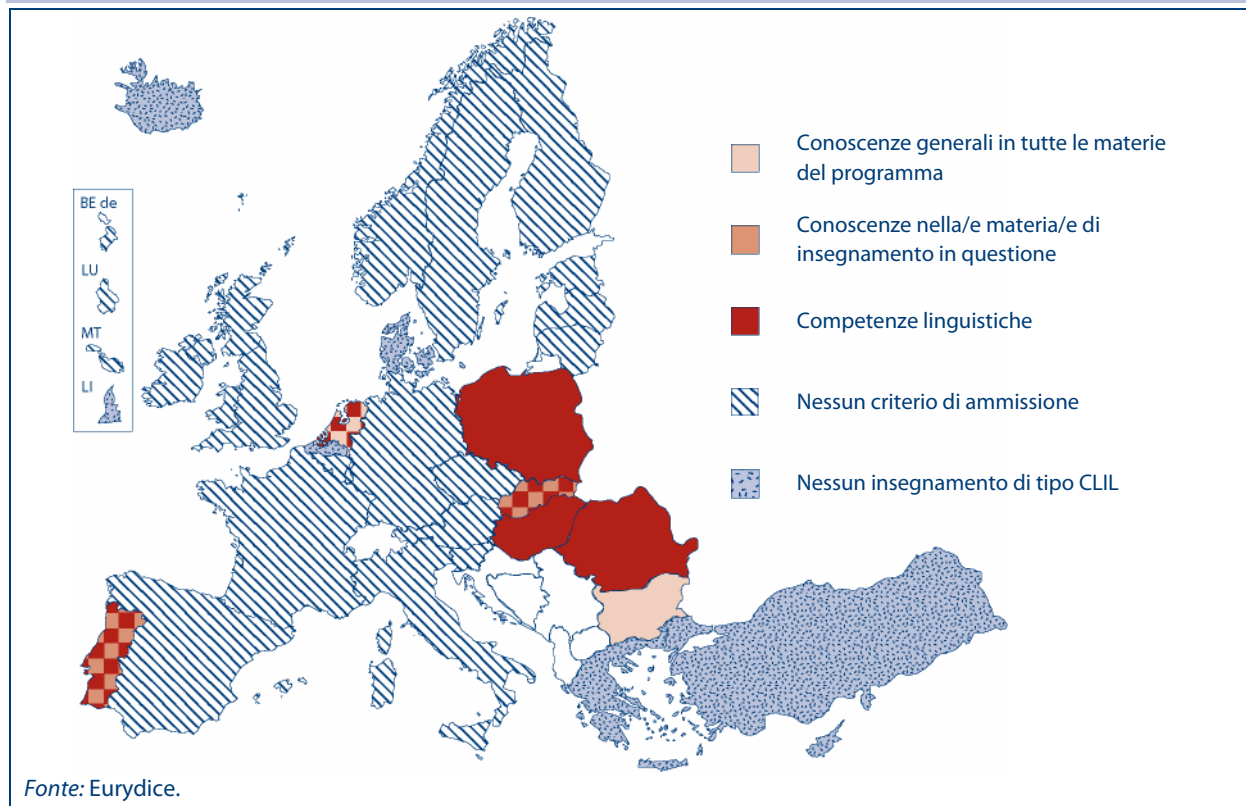 BE de
LU
MT
LI
Conoscenze generali in tutte le materie
del programma
Conoscenze nella/e materia/e di
insegnamento in questione
Competenze linguistiche
Nessun criterio di ammissione
Nessun insegnamento di tipo CLIL
Fonte: Eurydice.